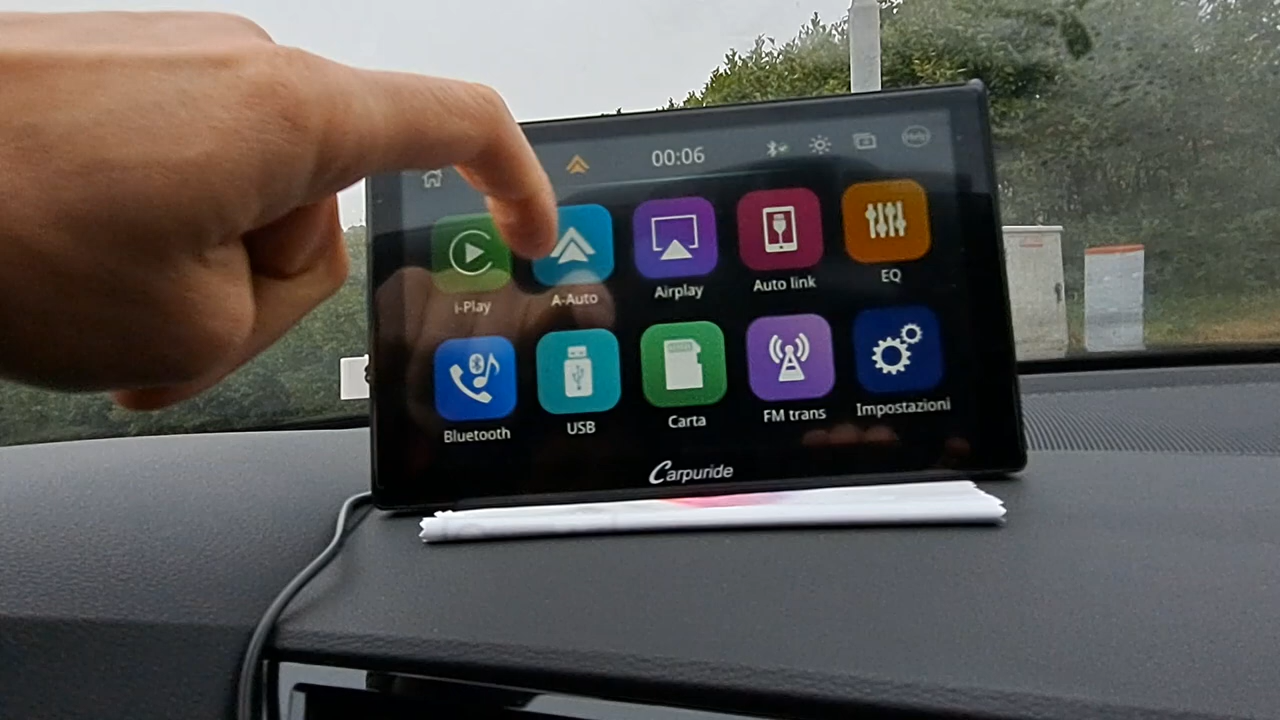 00:06
i-Play
A-Auto
Airplay
Auto link
EQ
Bluetooth
USB
Carta
FM trans
Impostazioni
Carpuride